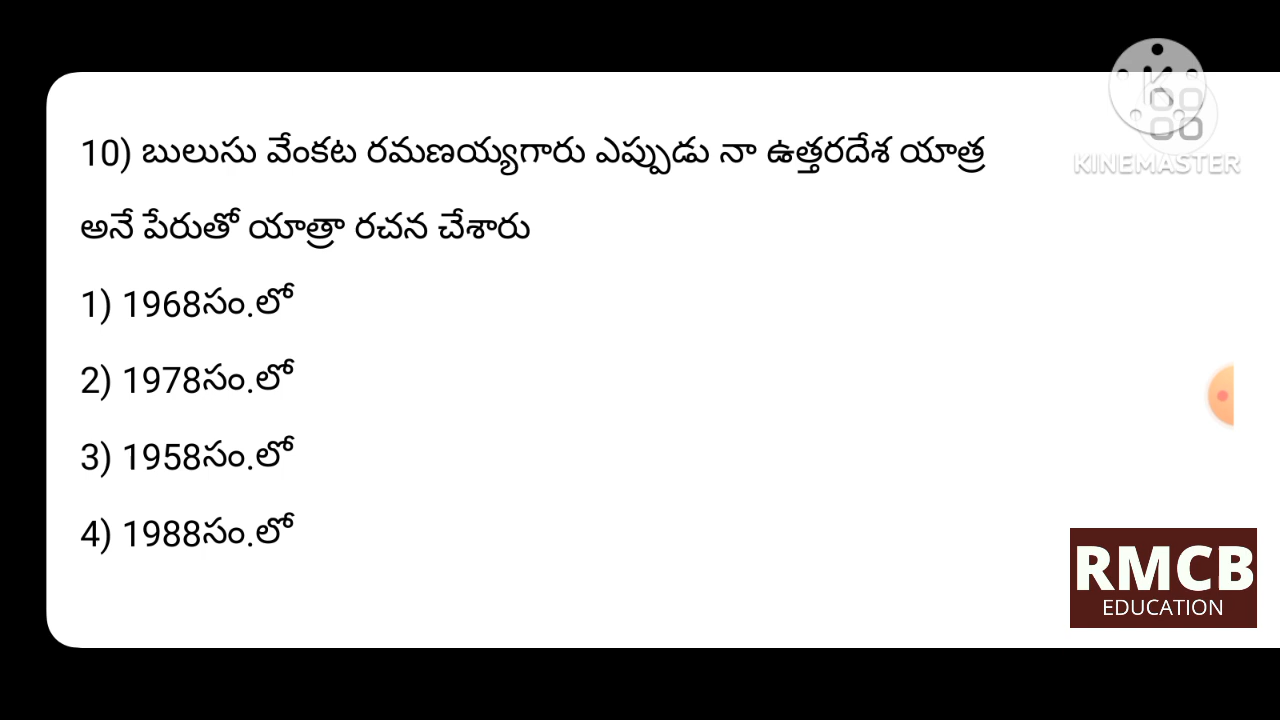 10) బులుసు వేంకట రమణయ్యగారు ఎప్పుడు నా ఉత్తరదేశ యాత్ర
అనే పేరుతో యాత్రా రచన చేశారు
1) 1968సం.లో
2) 1978సం.లో
3) 1958సం.లో
4) 1988సం.లో
KINEMASTER
RMCB
EDUCATION